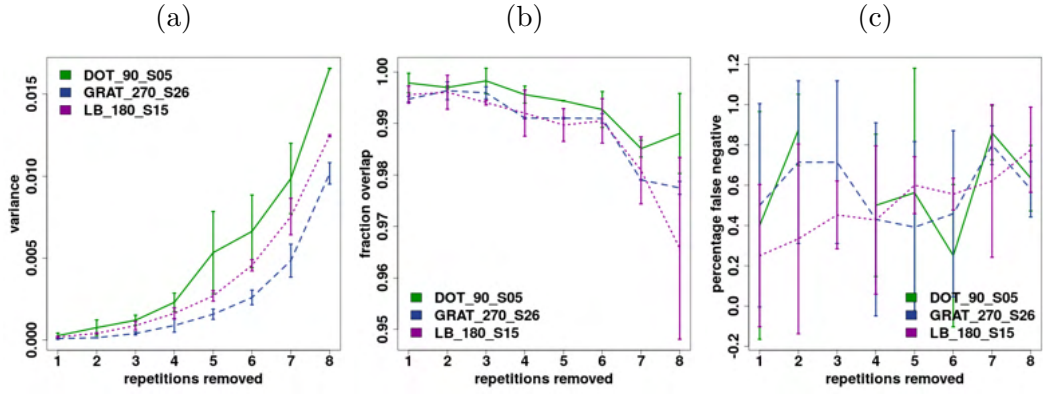 (a)
(b)
(c)
DOT_90_S05
GRAT_270_S26
LB_180_S15
variance
0.015
0.010
0.005
0.000
1 2 3 4 5 6 7 8
repetitions removed
fraction overlap
1.00
0.99
0.98
0.97
0.96
0.95
DOT_90_S05
GRAT_270_S26
LB_180_S15
1 2 3 4 5 6 7 8
repetitions removed
percentage false negative
1.2
1.0
0.8
0.6
0.4
0.2
0.0
-0.2
DOT_90_S05
GRAT_270_S26
LB_180_S15
1 2 3 4 5 6 7 8
repetitions removed